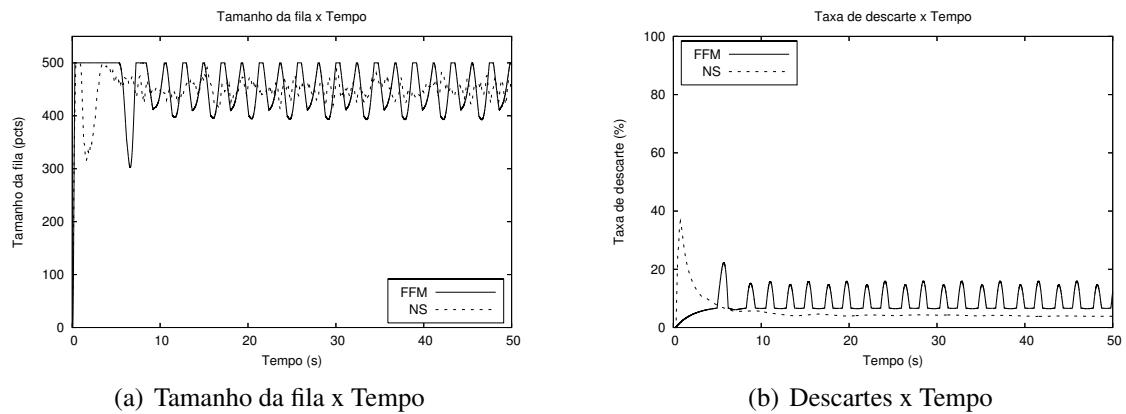 Tamanho da fila x Tempo
550
500
400
300
200
100
0
Tamanho da fila (pcts)
FFM
NS
0 10 20 30 40 50
Tempo (s)
(a) Tamanho da fila x Tempo
Taxa de descarte x Tempo
100
80
60
40
20
0
Taxa de descarte (%)
FFM
NS
0 10 20 30 40 50
Tempo (s)
(b) Descartes x Tempo